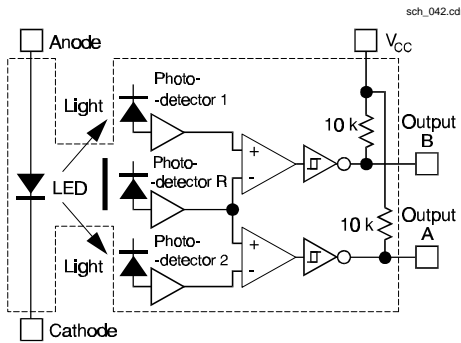 sch_042.cd
Anode
V_CC
Photo-
-detector 1
Light
10 k
Output
B
+
-
LED
Photo-
-detector R
10 k
Output
A
+
-
Photo-
-detector 2
Light
Cathode